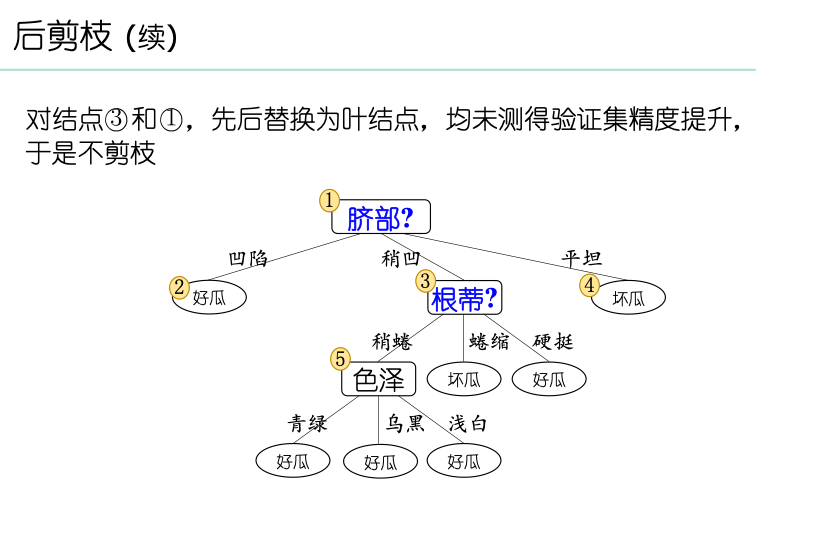 后剪枝 (续)
对结点③和①，先后替换为叶结点，均未测得验证集精度提升，
于是不剪枝
1
脐部?
凹陷
稍凹
平坦
2
好瓜
3
根蒂?
4
坏瓜
稍蜷
蜷缩
硬挺
5
色泽
坏瓜
好瓜
青绿
乌黑
浅白
好瓜
好瓜
好瓜